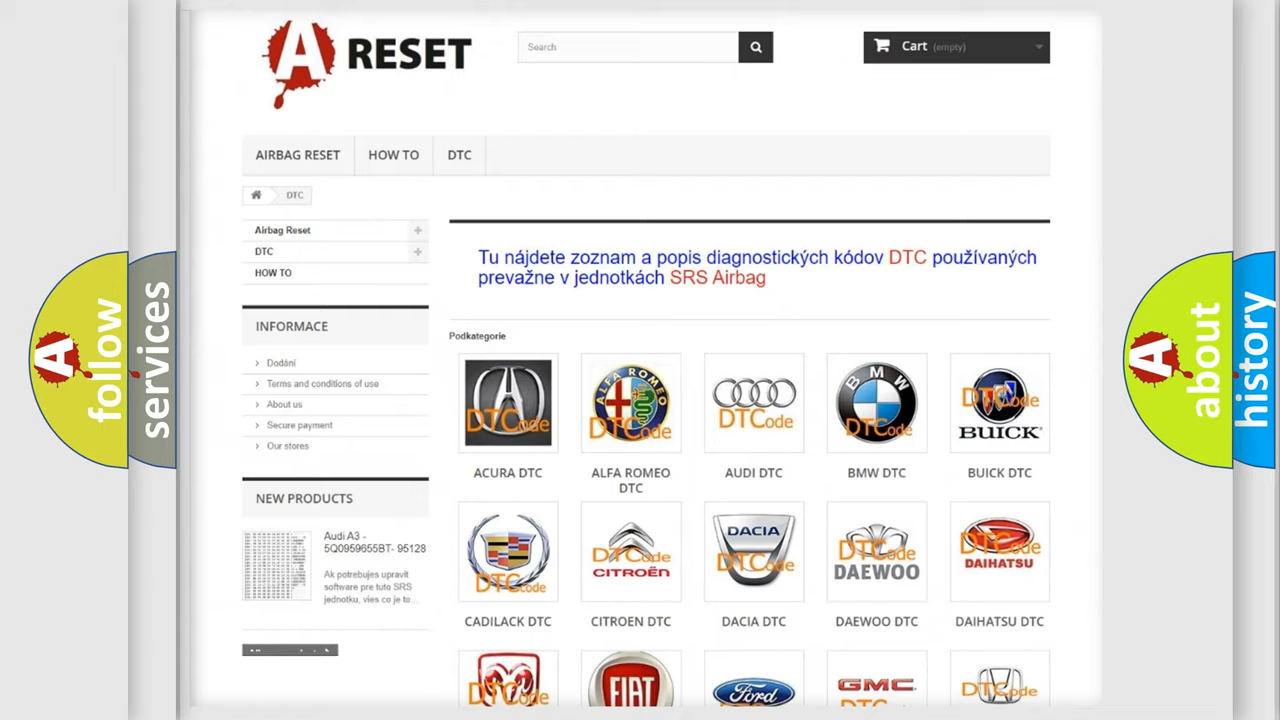 A RESET
Search
Cart (empty)
AIRBAG RESET
HOW TO
DTC
DTC
Airbag Reset
DTC
HOW TO
Tu nájdete zoznam a popis diagnostických kódov DTC používaných
prevažne v jednotkách SRS Airbag
INFORMACE
Dodání
Terms and conditions of use
About us
Secure payment
Our stores
Podkategorie
DTCode
ALFA ROMEO
DTCode
DTCode
BMW
DTCode
DTCode
BUICK
ACURA DTC
ALFA ROMEO
DTC
AUDI DTC
BMW DTC
BUICK DTC
NEW PRODUCTS
Audi A3 -
5Q0959655BT- 95128
Ak potrebujes upravit
software pre tuto SRS
jednotku, vies co je to...
DTCode
DTCode
CITROËN
DACIA
DTCode
DTCode
DAEWOO
DTCode
DAIHATSU
CADILACK DTC
CITROEN DTC
DACIA DTC
DAEWOO DTC
DAIHATSU DTC
DTCode
FIAT
Ford
GMC
DTCode
A follow
services
A about
history